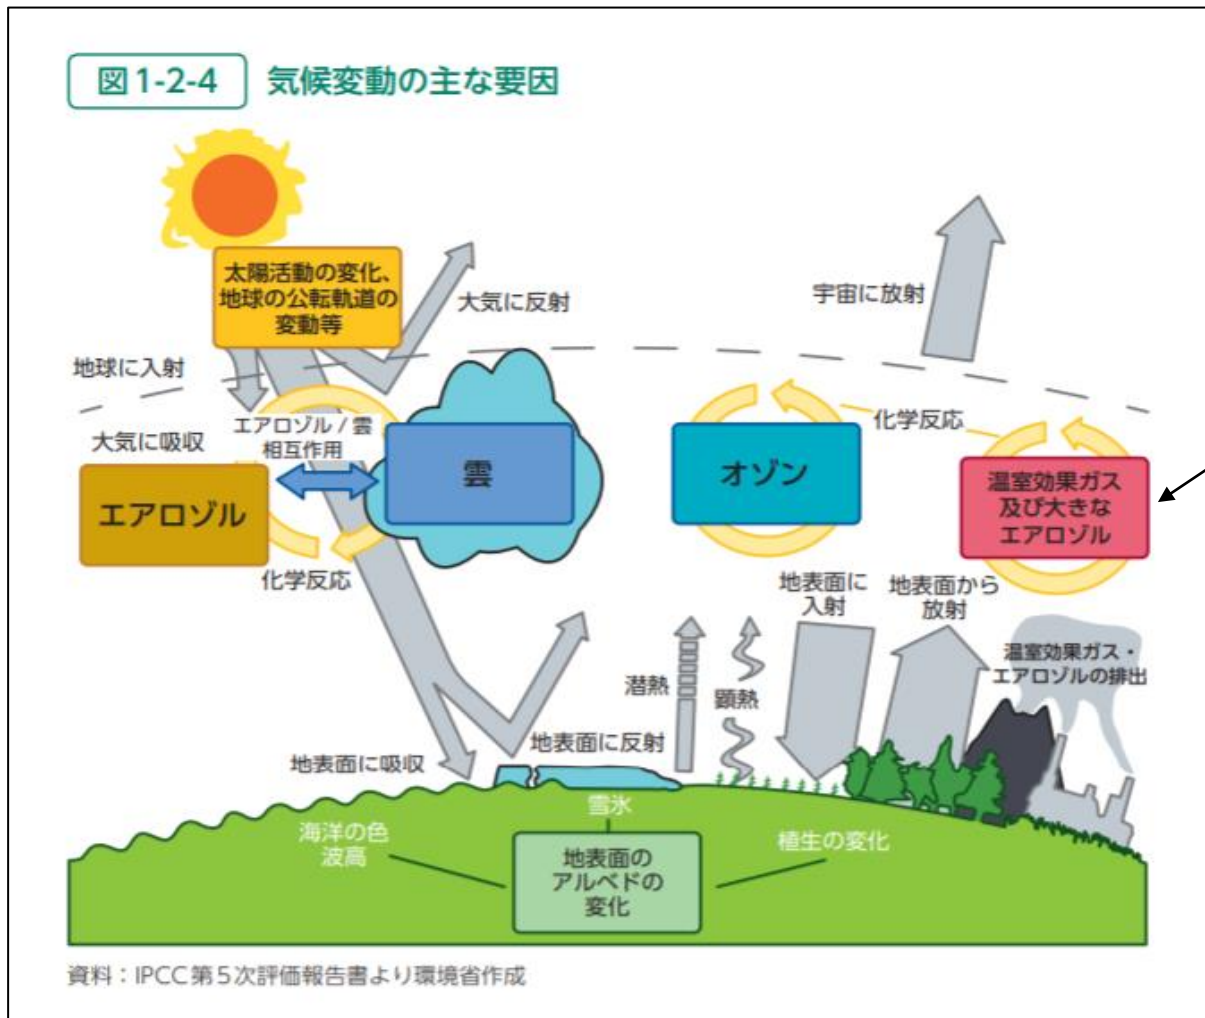 図1-2-4 気候変動の主な要因
太陽活動の変化、
地球の公転軌道の
変動等
大気に反射
宇宙に放射
地球に入射
大気に吸収
エアロゾル / 雲
相互作用
化学反応
エアロゾル
雲
オゾン
温室効果ガス
及び大きな
エアロゾル
化学反応
地表面に
入射
地表面から
放射
温室効果ガス・
エアロゾルの排出
潜熱
顕熱
地表面に反射
地表面に吸収
雪氷
海洋の色
波高
植生の変化
地表面の
アルベドの
変化
資料：IPCC第5次評価報告書より環境省作成